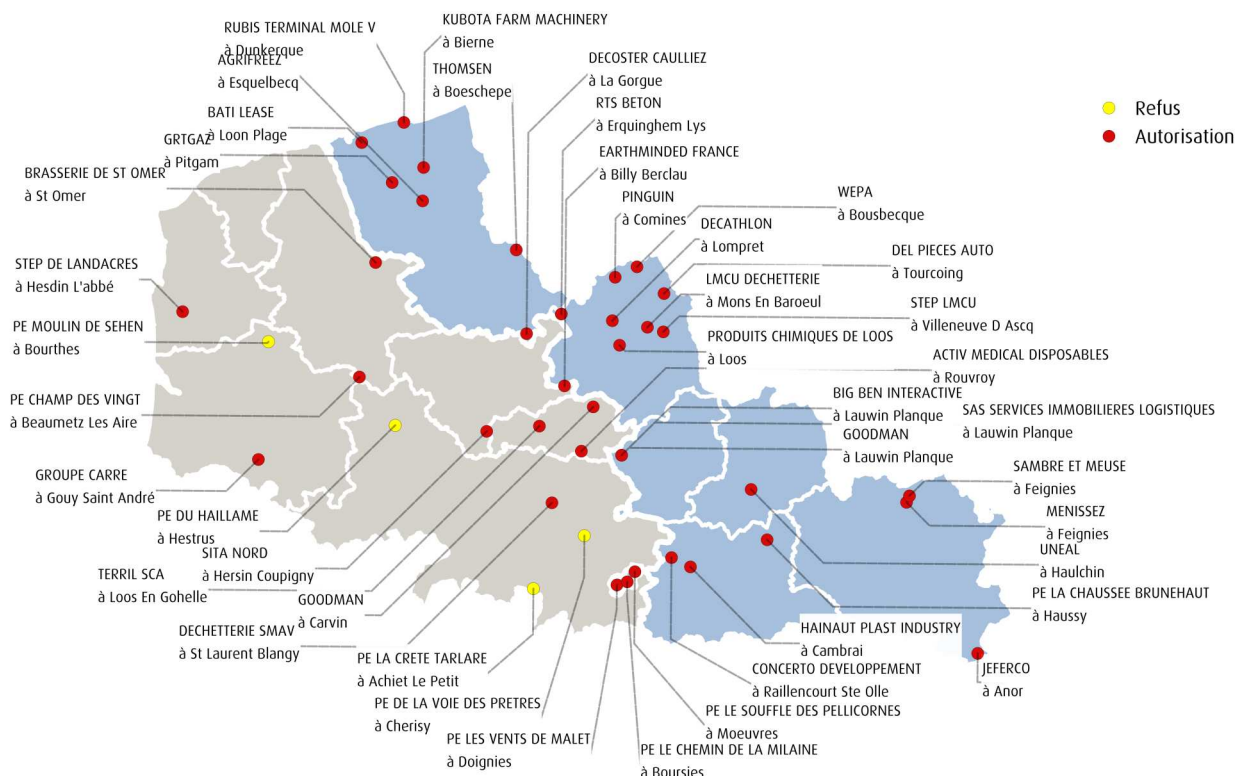 RUBIS TERMINAL MOLE V
à Dunkerque
KUBOTA FARM MACHINERY
à Bierne
AGRIFREEZ
à Esquelbecq
THOMSEN
à Boeschepe
DECOSTER CAULLIEZ
à La Gorgue
BATI LEASE
à Loon Plage
RTS BETON
à Erquinghem Lys
GRTGAZ
à Pitgam
EARTHMINDED FRANCE
à Billy Berclau
BRASSERIE DE ST OMER
à St Omer
PINGUIN
à Comines
WEPA
à Bousbecque
DECATHLON
à Lompret
DEL PIECES AUTO
à Tourcoing
LMCU DECHETTERIE
à Mons En Baroeul
STEP LMCU
à Villeneuve D Ascq
PRODUITS CHIMIQUES DE LOOS
à Loos
ACTIV MEDICAL DISPOSABLES
à Rouvroy
BIG BEN INTERACTIVE
à Lauwin Planque
SAS SERVICES IMMOBILIERES LOGISTIQUES
à Lauwin Planque
GOODMAN
à Lauwin Planque
SAMBRE ET MEUSE
à Feignies
MENISSEZ
à Feignies
UNEAL
à Haulchin
PE LA CHAUSSEE BRUNEHAUT
à Haussy
HAINAUT PLAST INDUSTRY
à Cambrai
JEFERCO
à Anor
CONCERTO DEVELOPPEMENT
à Raillencourt Ste Olle
PE LE SOUFFLE DES PELLICORNES
à Moeuvres
PE LE CHEMIN DE LA MILAINE
à Boursies
PE LES VENTS DE MALET
à Doignies
PE DE LA VOIE DES PRETRES
à Cherisy
PE LA CRETE TARLARE
à Achiet Le Petit
DECHETTERIE SMAV
à St Laurent Blangy
GOODMAN
à Carvin
TERRIL SCA
à Loos En Gohelle
SITA NORD
à Hersin Coupigny
PE DU HAILLAME
à Hestrus
GROUPE CARRE
à Gouy Saint André
PE CHAMP DES VINGT
à Beaumetz Les Aire
PE MOULIN DE SEHEN
à Bourthes
STEP DE LANDACRES
à Hesdin L'abbé
Refus
Autorisation